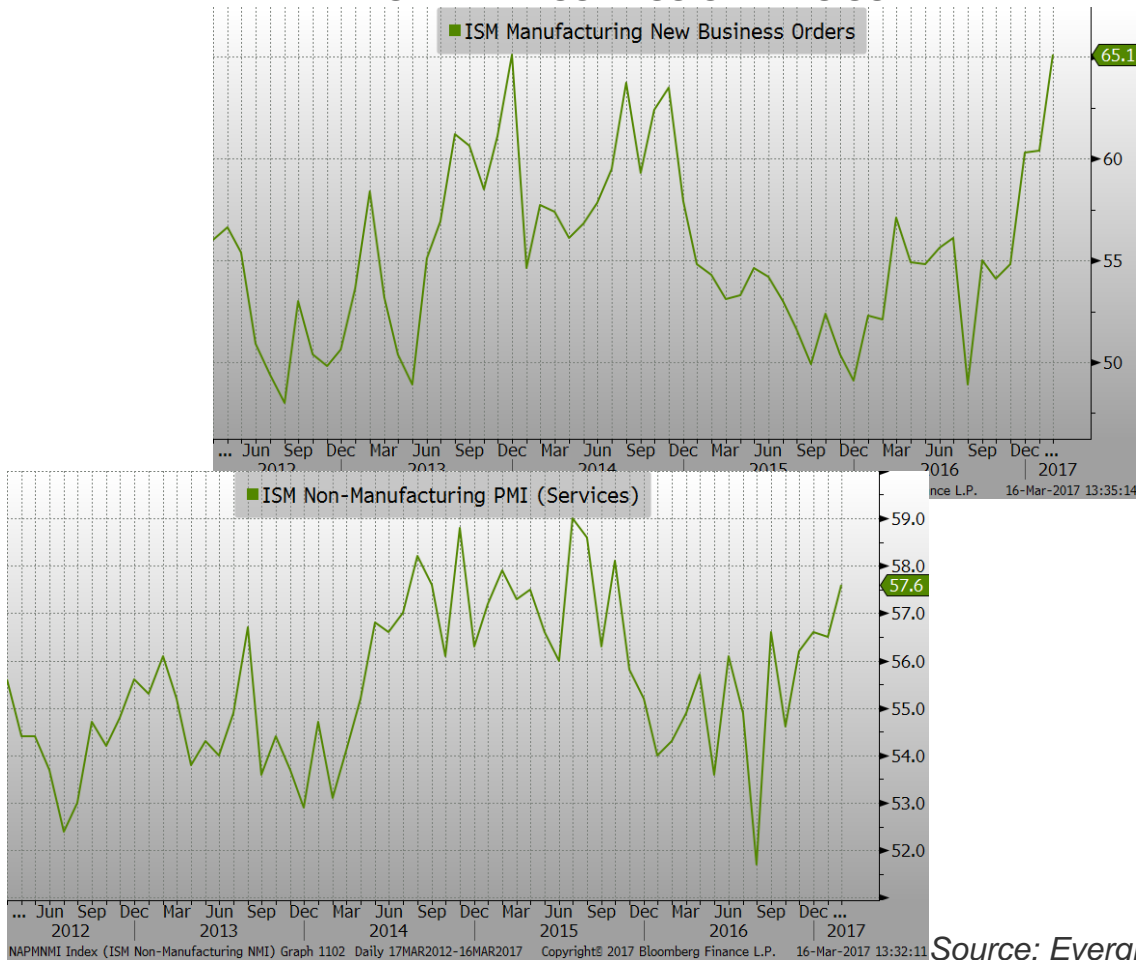 ISM Manufacturing New Business Orders
65.1
60
55
50
... Jun Sep Dec Mar Jun Sep Dec Mar Jun Sep Dec Mar Jun Sep Dec Mar Jun Sep Dec ...
2012 2013 2014 2015 2016 2017
nce L.P. 16-Mar-2017 13:35:14
ISM Non-Manufacturing PMI (Services)
59.0
58.0
57.6
57.0
56.0
55.0
54.0
53.0
52.0
... Jun Sep Dec Mar Jun Sep Dec Mar Jun Sep Dec Mar Jun Sep Dec Mar Jun Sep Dec ...
2012 2013 2014 2015 2016 2017
NAPMNMI Index (ISM Non-Manufacturing NMI) Graph 1102 Daily 17MAR2012-16MAR2017 Copyright© 2017 Bloomberg Finance L.P. 16-Mar-2017 13:32:11
Source: Everg